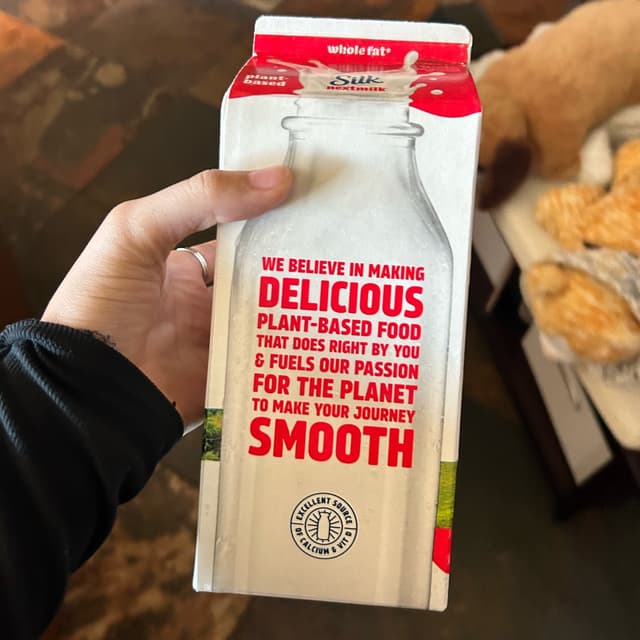 whole fat*
plant-
based
Silk
nextmilk
WE BELIEVE IN MAKING
DELICIOUS
PLANT-BASED FOOD
THAT DOES RIGHT BY YOU
& FUELS OUR PASSION
FOR THE PLANET
TO MAKE YOUR JOURNEY
SMOOTH
EXCELLENT SOURCE
OF CALCIUM & VIT D